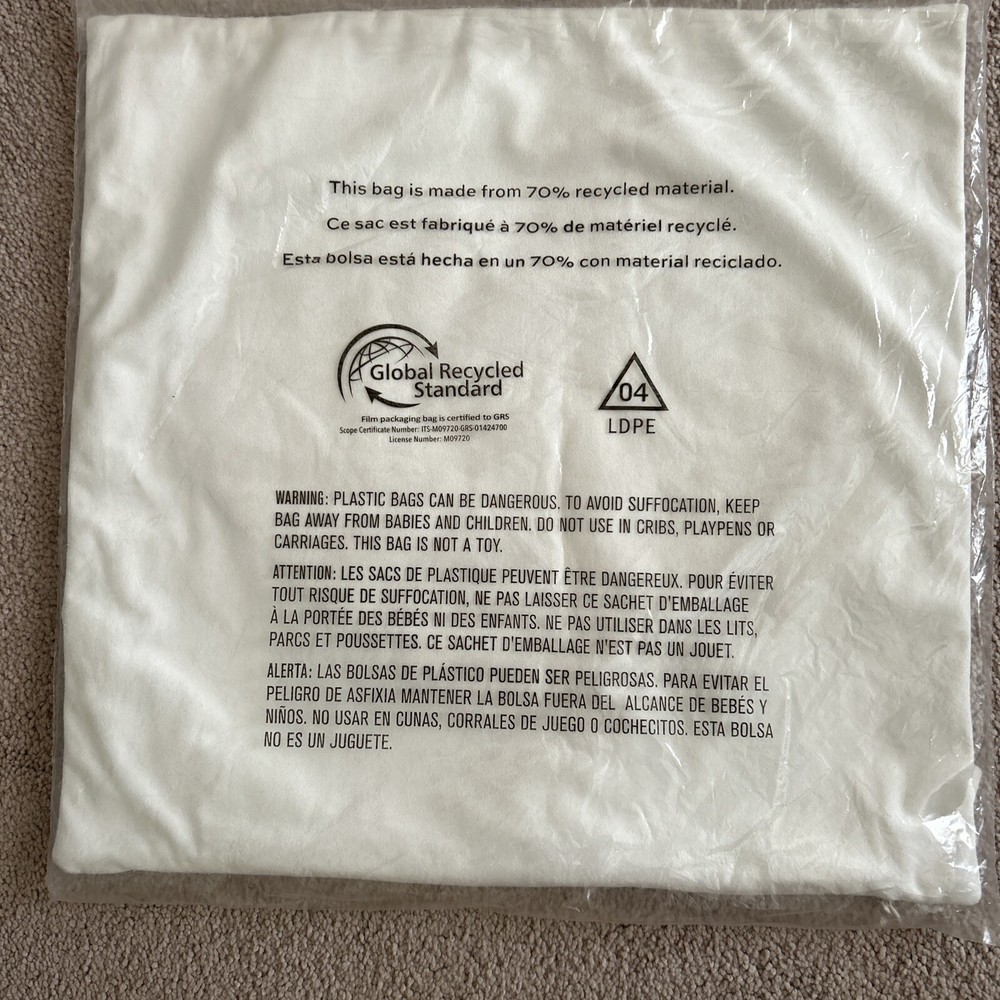 This bag is made from 70% recycled material.
Ce sac est fabriqué à 70% de matériel recyclé.
Esta bolsa está hecha en un 70% con material reciclado.
Global Recycled
Standard
Film packaging bag is certified to GRS
Scope Certificate Number: ITS-M09720-GRS-01424700
License Number: M09720
04
LDPE
WARNING: PLASTIC BAGS CAN BE DANGEROUS. TO AVOID SUFFOCATION, KEEP
BAG AWAY FROM BABIES AND CHILDREN. DO NOT USE IN CRIBS, PLAYPENS OR
CARRIAGES. THIS BAG IS NOT A TOY.
ATTENTION: LES SACS DE PLASTIQUE PEUVENT ÊTRE DANGEREUX. POUR ÉVITER
TOUT RISQUE DE SUFFOCATION, NE PAS LAISSER CE SACHET D'EMBALLAGE
À LA PORTÉE DES BÉBÉS NI DES ENFANTS. NE PAS UTILISER DANS LES LITS,
PARCS ET POUSSETTES. CE SACHET D'EMBALLAGE N'EST PAS UN JOUET.
ALERTA: LAS BOLSAS DE PLÁSTICO PUEDEN SER PELIGROSAS. PARA EVITAR EL
PELIGRO DE ASFIXIA MANTENER LA BOLSA FUERA DEL ALCANCE DE BEBÉS Y
NIÑOS. NO USAR EN CUNAS, CORRALES DE JUEGO O COCHECITOS. ESTA BOLSA
NO ES UN JUGUETE.